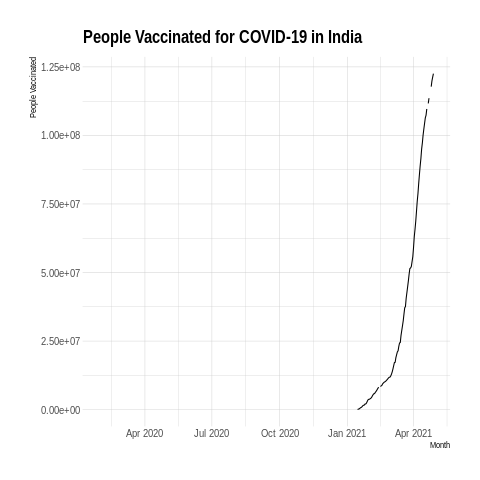 People Vaccinated for COVID-19 in India
People Vaccinated
1.25e+08
1.00e+08
7.50e+07
5.00e+07
2.50e+07
0.00e+00
Apr 2020 Jul 2020 Oct 2020 Jan 2021 Apr 2021
Month